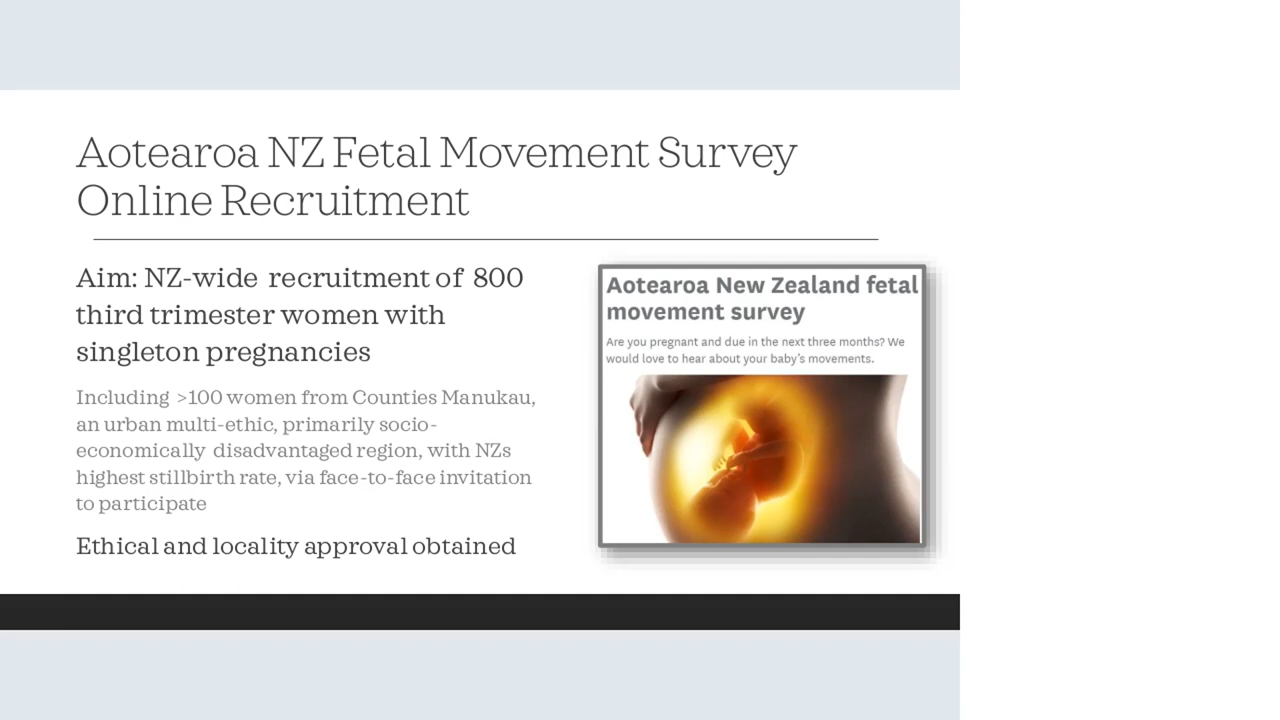 Aotearoa NZ Fetal Movement Survey
Online Recruitment
Aim: NZ-wide recruitment of 800
third trimester women with
singleton pregnancies
Including >100 women from Counties Manukau,
an urban multi-ethic, primarily socio-
economically disadvantaged region, with NZs
highest stillbirth rate, via face-to-face invitation
to participate
Ethical and locality approval obtained
Aotearoa New Zealand fetal
movement survey
Are you pregnant and due in the next three months? We
would love to hear about your baby's movements.